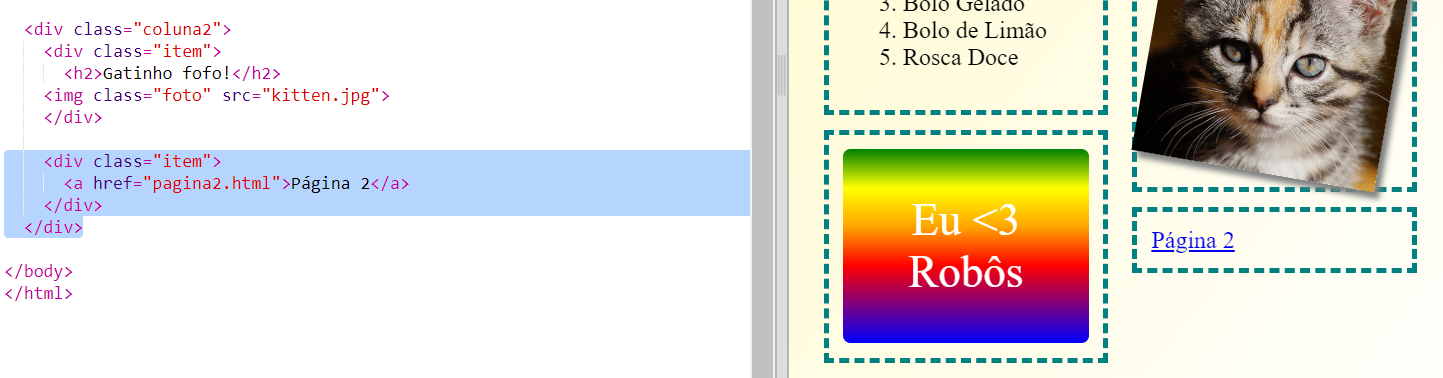 <div class="coluna2">
<div class="item">
<h2>Gatinho fofo!</h2>
<img class="foto" src="kitten.jpg">
</div>
<div class="item">
<a href="pagina2.html">Página 2</a>
</div>
</div>
</body>
</html>
3. Bolo Gelado
4. Bolo de Limão
5. Rosca Doce
Eu <3
Robôs
Página 2